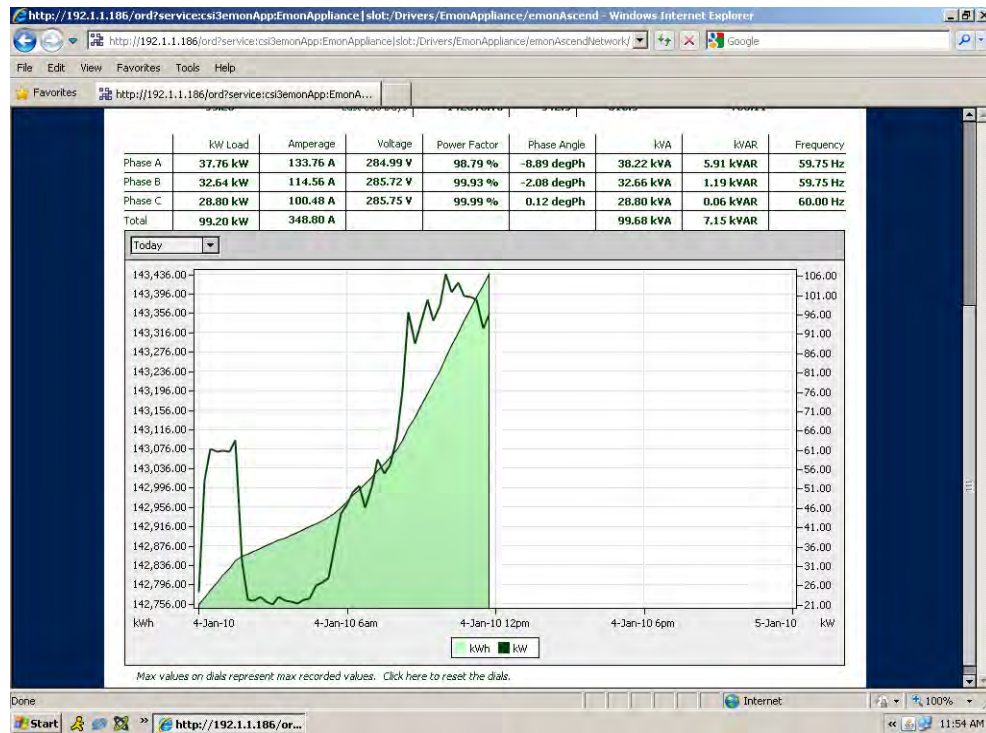 http://192.1.1.186/ord?service:csi3emonApp:EmonAppliance|slot:/Drivers/EmonAppliance/emonAscend - Windows Internet Explorer
http://192.1.1.186/ord?service:csi3emonApp:EmonAppliance|slot:/Drivers/EmonAppliance/emonAscendNetwork/ Google
File Edit View Favorites Tools Help
Favorites http://192.1.1.186/ord?service:csi3emonApp:EmonA...
kW Load Amperage Voltage Power Factor Phase Angle kVA kVAR Frequency
Phase A 37.76 kW 133.76 A 284.99 V 98.79 % -8.89 degPh 38.22 kVA 5.91 kVAR 59.75 Hz
Phase B 32.64 kW 114.56 A 285.72 V 99.93 % -2.08 degPh 32.66 kVA 1.19 kVAR 59.75 Hz
Phase C 28.80 kW 100.48 A 285.75 V 99.99 % 0.12 degPh 28.80 kVA 0.06 kVAR 60.00 Hz
Total 99.20 kW 348.80 A 99.68 kVA 7.15 kVAR
Today
143,436.00 106.00
143,396.00 101.00
143,356.00 96.00
143,316.00 91.00
143,276.00 86.00
143,236.00 81.00
143,196.00 76.00
143,156.00 71.00
143,116.00 66.00
143,076.00 61.00
143,036.00 56.00
142,996.00 51.00
142,956.00 46.00
142,916.00 41.00
142,876.00 36.00
142,836.00 31.00
142,796.00 26.00
142,756.00 21.00
kWh 4-Jan-10 4-Jan-10 6am 4-Jan-10 12pm 4-Jan-10 6pm 5-Jan-10 kW
kWh kW
Max values on dials represent max recorded values. Click here to reset the dials.
Done Internet 100%
Start » http://192.1.1.186/or... « 11:54 AM